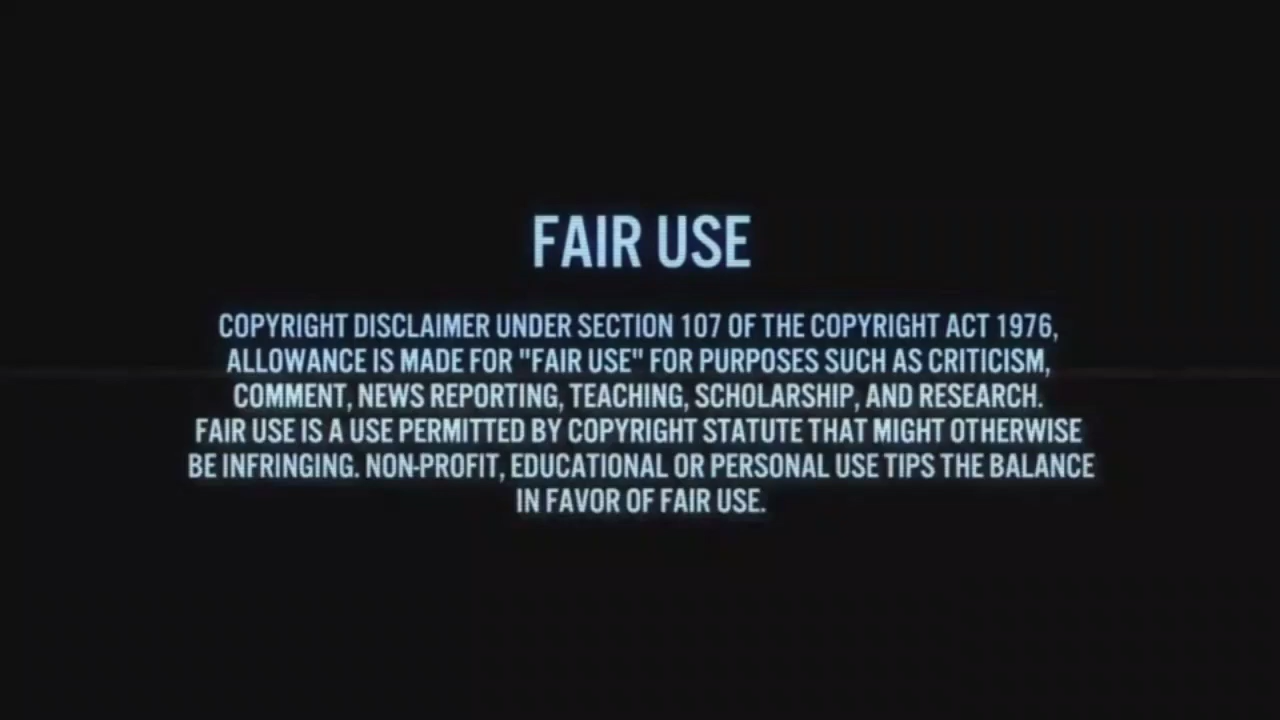 FAIR USE
COPYRIGHT DISCLAIMER UNDER SECTION 107 OF THE COPYRIGHT ACT 1976,
ALLOWANCE IS MADE FOR "FAIR USE" FOR PURPOSES SUCH AS CRITICISM,
COMMENT, NEWS REPORTING, TEACHING, SCHOLARSHIP, AND RESEARCH.
FAIR USE IS A USE PERMITTED BY COPYRIGHT STATUTE THAT MIGHT OTHERWISE
BE INFRINGING. NON-PROFIT, EDUCATIONAL OR PERSONAL USE TIPS THE BALANCE
IN FAVOR OF FAIR USE.